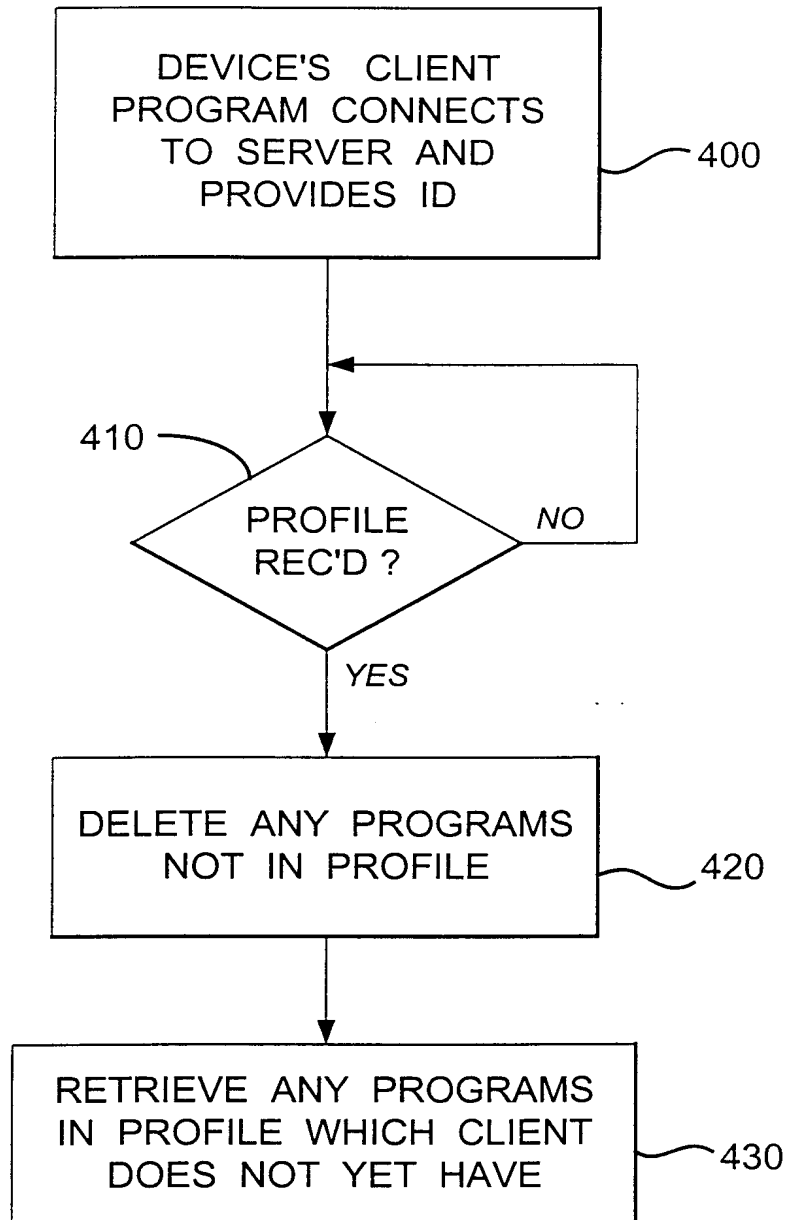 DEVICE'S CLIENT
PROGRAM CONNECTS
TO SERVER AND
PROVIDES ID
400
410
PROFILE
REC'D ?
NO
YES
DELETE ANY PROGRAMS
NOT IN PROFILE
420
RETRIEVE ANY PROGRAMS
IN PROFILE WHICH CLIENT
DOES NOT YET HAVE
430